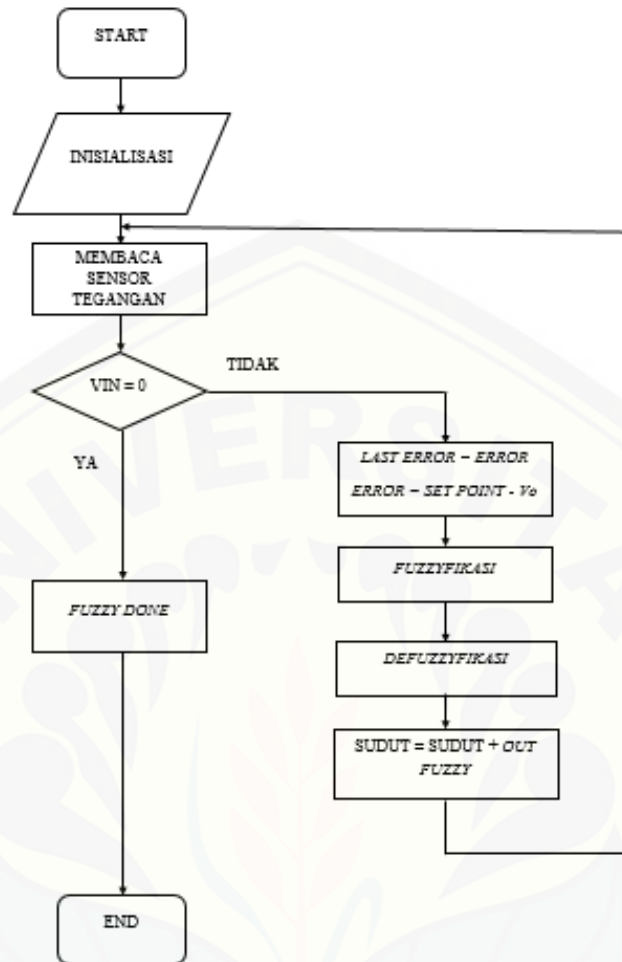 START
INISIALISASI
MEMBACA
SENSOR
TEGANGAN
VIN = 0
TIDAK
YA
LAST ERROR = ERROR
ERROR = SET POINT - Vo
FUZZYFIKASI
DEFUZZYFIKASI
SUDUT = SUDUT + OUT
FUZZY
FUZZY DONE
END